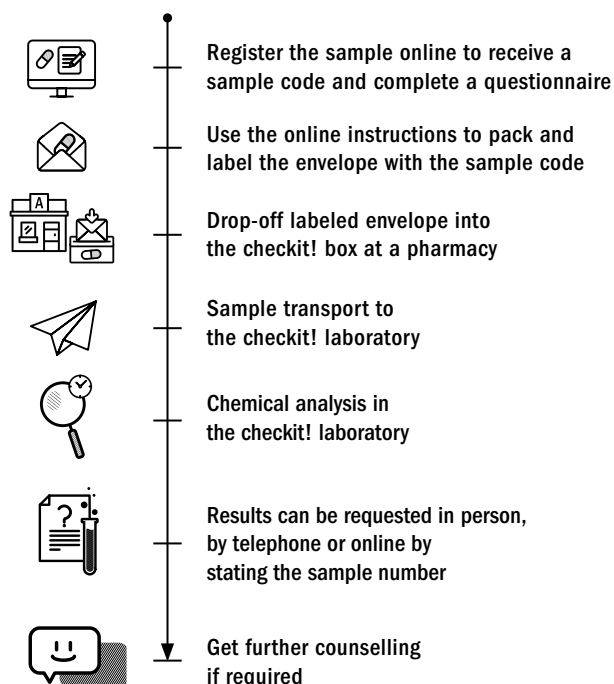 Register the sample online to receive a
sample code and complete a questionnaire
Use the online instructions to pack and
label the envelope with the sample code
A
Drop-off labeled envelope into
the checkit! box at a pharmacy
Sample transport to
the checkit! laboratory
Chemical analysis in
the checkit! laboratory
?
Results can be requested in person,
by telephone or online by
stating the sample number
Get further counselling
if required